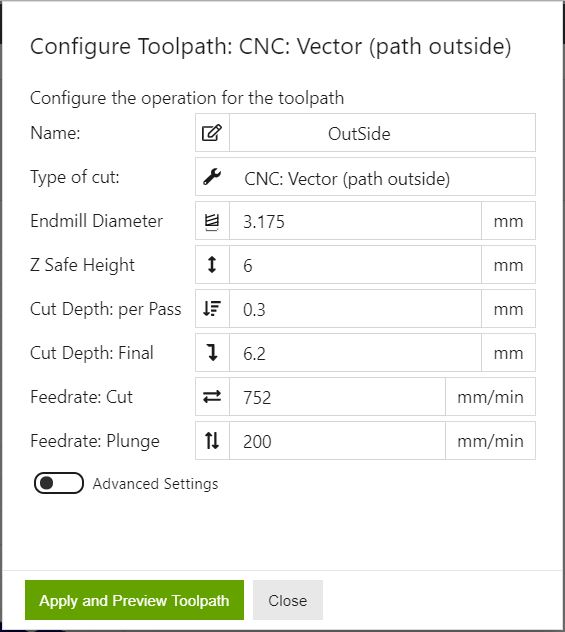 Configure Toolpath: CNC: Vector (path outside)
Configure the operation for the toolpath
Name: OutSide
Type of cut: CNC: Vector (path outside)
Endmill Diameter 3.175 mm
Z Safe Height 6 mm
Cut Depth: per Pass 0.3 mm
Cut Depth: Final 6.2 mm
Feedrate: Cut 752 mm/min
Feedrate: Plunge 200 mm/min
Advanced Settings
Apply and Preview Toolpath Close